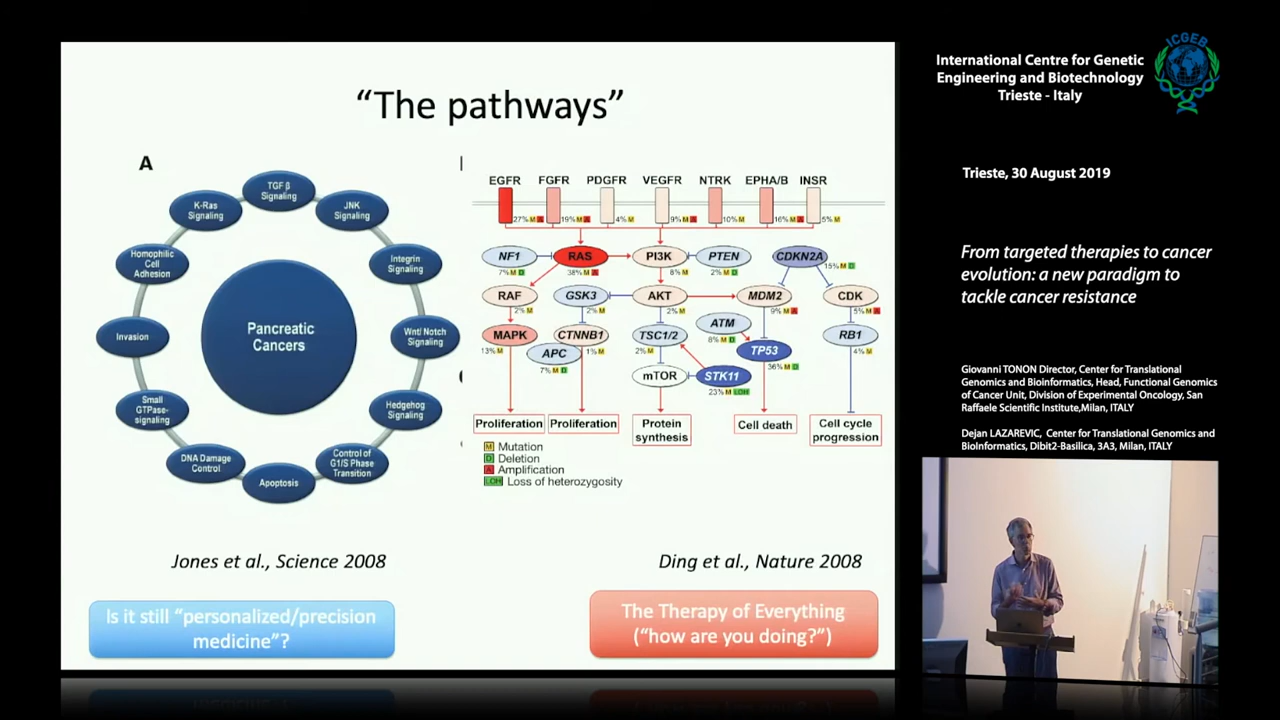 “The pathways”
A
TGF β
Signaling
K-Ras
Signaling
JNK
Signaling
Homophilic
Cell
Adhesion
Integrin
Signaling
Invasion
Pancreatic
Cancers
Wnt/ Notch
Signaling
Small
GTPase-
signaling
Hedgehog
Signaling
DNA Damage
Control
Control of
G1/S Phase
Transition
Apoptosis
EGFR FGFR PDGFR VEGFR NTRK EPHA/B INSR
27% M A 19% M A 4% M 9% M A 10% M 16% M A 5% M
NF1 RAS PI3K PTEN CDKN2A
7% M D 38% M A 8% M 2% M D 15% M D
RAF GSK3 AKT MDM2 CDK
2% M 2% M 2% M 9% M A 5% M A
MAPK CTNNB1 TSC1/2 ATM RB1
13% M 1% M 2% M 8% M D 4% M
APC TP53
7% M D 36% M D
mTOR STK11
23% M LOH
Proliferation Proliferation Protein
synthesis Cell death Cell cycle
progression
M Mutation
D Deletion
A Amplification
LOH Loss of heterozygosity
Jones et al., Science 2008
Ding et al., Nature 2008
Is it still “personalized/precision
medicine”?
The Therapy of Everything
(“how are you doing?”)
International Centre for Genetic
Engineering and Biotechnology
Trieste - Italy
ICGEB
Trieste, 30 August 2019
From targeted therapies to cancer
evolution: a new paradigm to
tackle cancer resistance
Giovanni TONON Director, Center for Translational
Genomics and Bioinformatics, Head, Functional Genomics
of Cancer Unit, Division of Experimental Oncology, San
Raffaele Scientific Institute,Milan, ITALY
Dejan LAZAREVIC, Center for Translational Genomics and
BioInformatics, Dibit2-Basilica, 3A3, Milan, ITALY